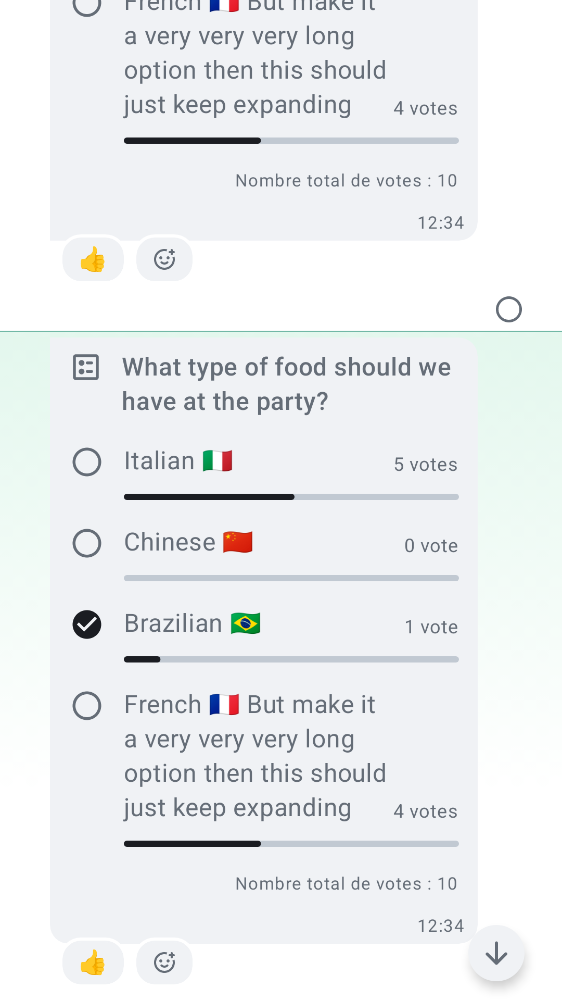 French 🇫🇷 But make it
a very very very long
option then this should
just keep expanding 4 votes
Nombre total de votes : 10
12:34
What type of food should we
have at the party?
Italian 🇮🇹 5 votes
Chinese 🇨🇳 0 vote
Brazilian 🇧🇷 1 vote
French 🇫🇷 But make it
a very very very long
option then this should
just keep expanding 4 votes
Nombre total de votes : 10
12:34